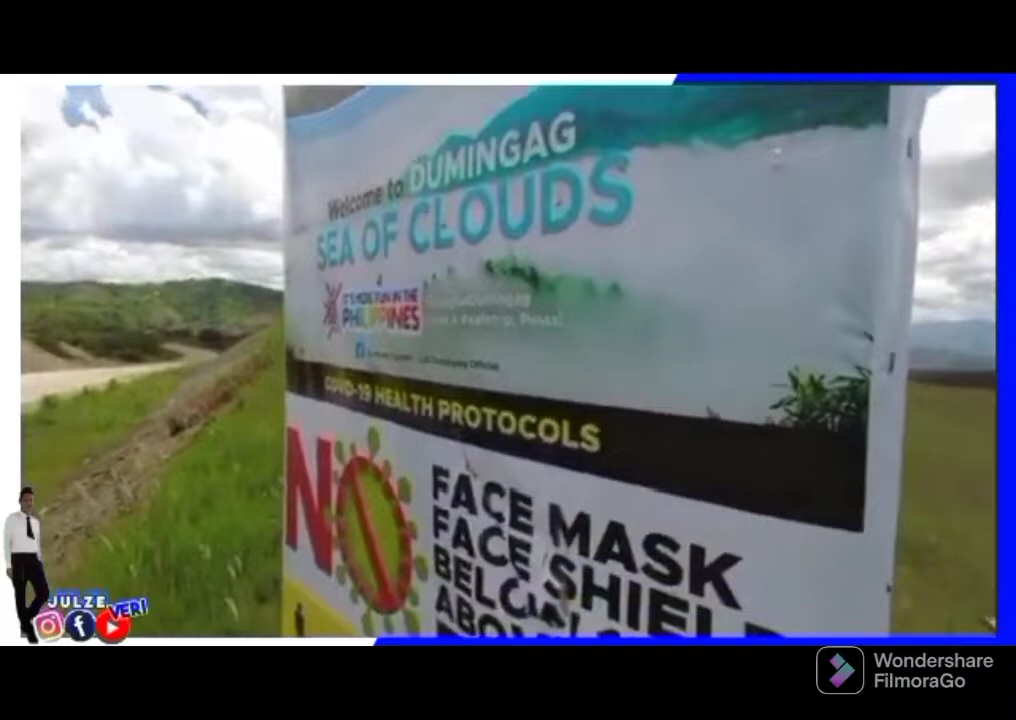 Welcome to DUMINGAG
SEA OF CLOUDS
IT'S MORE FUN IN THE
PHILIPPINES
COVID-19 HEALTH PROTOCOLS
NO
FACE MASK
FACE SHIELD
BELOW
JULZE
VERI
Wondershare
FilmoraGo